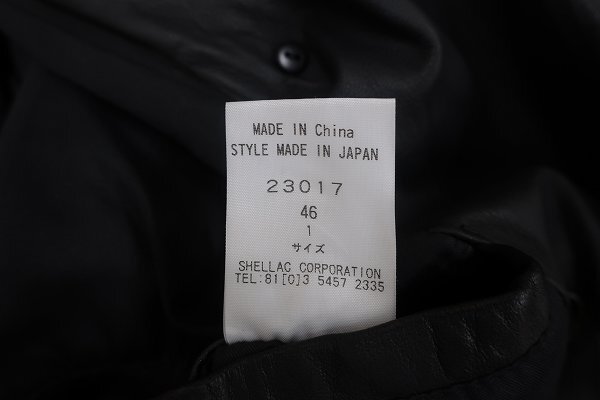 MADE IN China
STYLE MADE IN JAPAN
23017
46
1
サイズ
SHELLAC CORPORATION
TEL:81[0]3 5457 2335